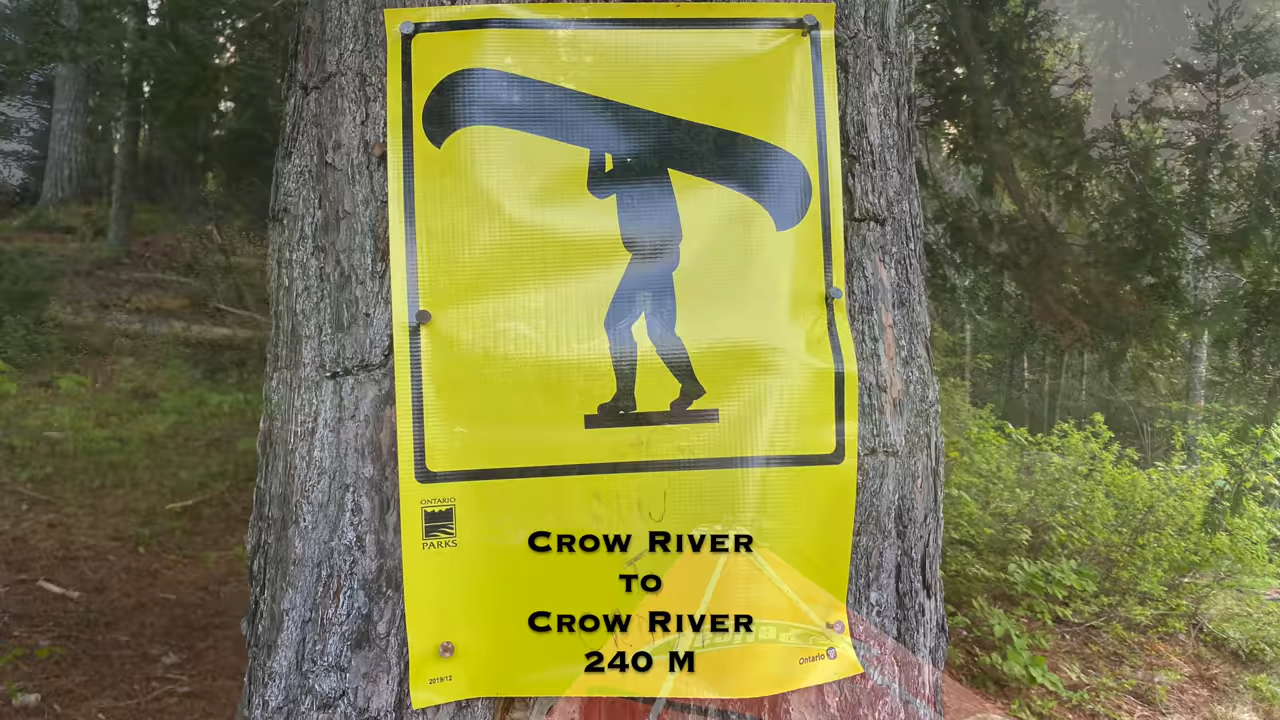 ONTARIO
PARKS
Crow River
to
Crow River
240 M
Ontario
2019/12